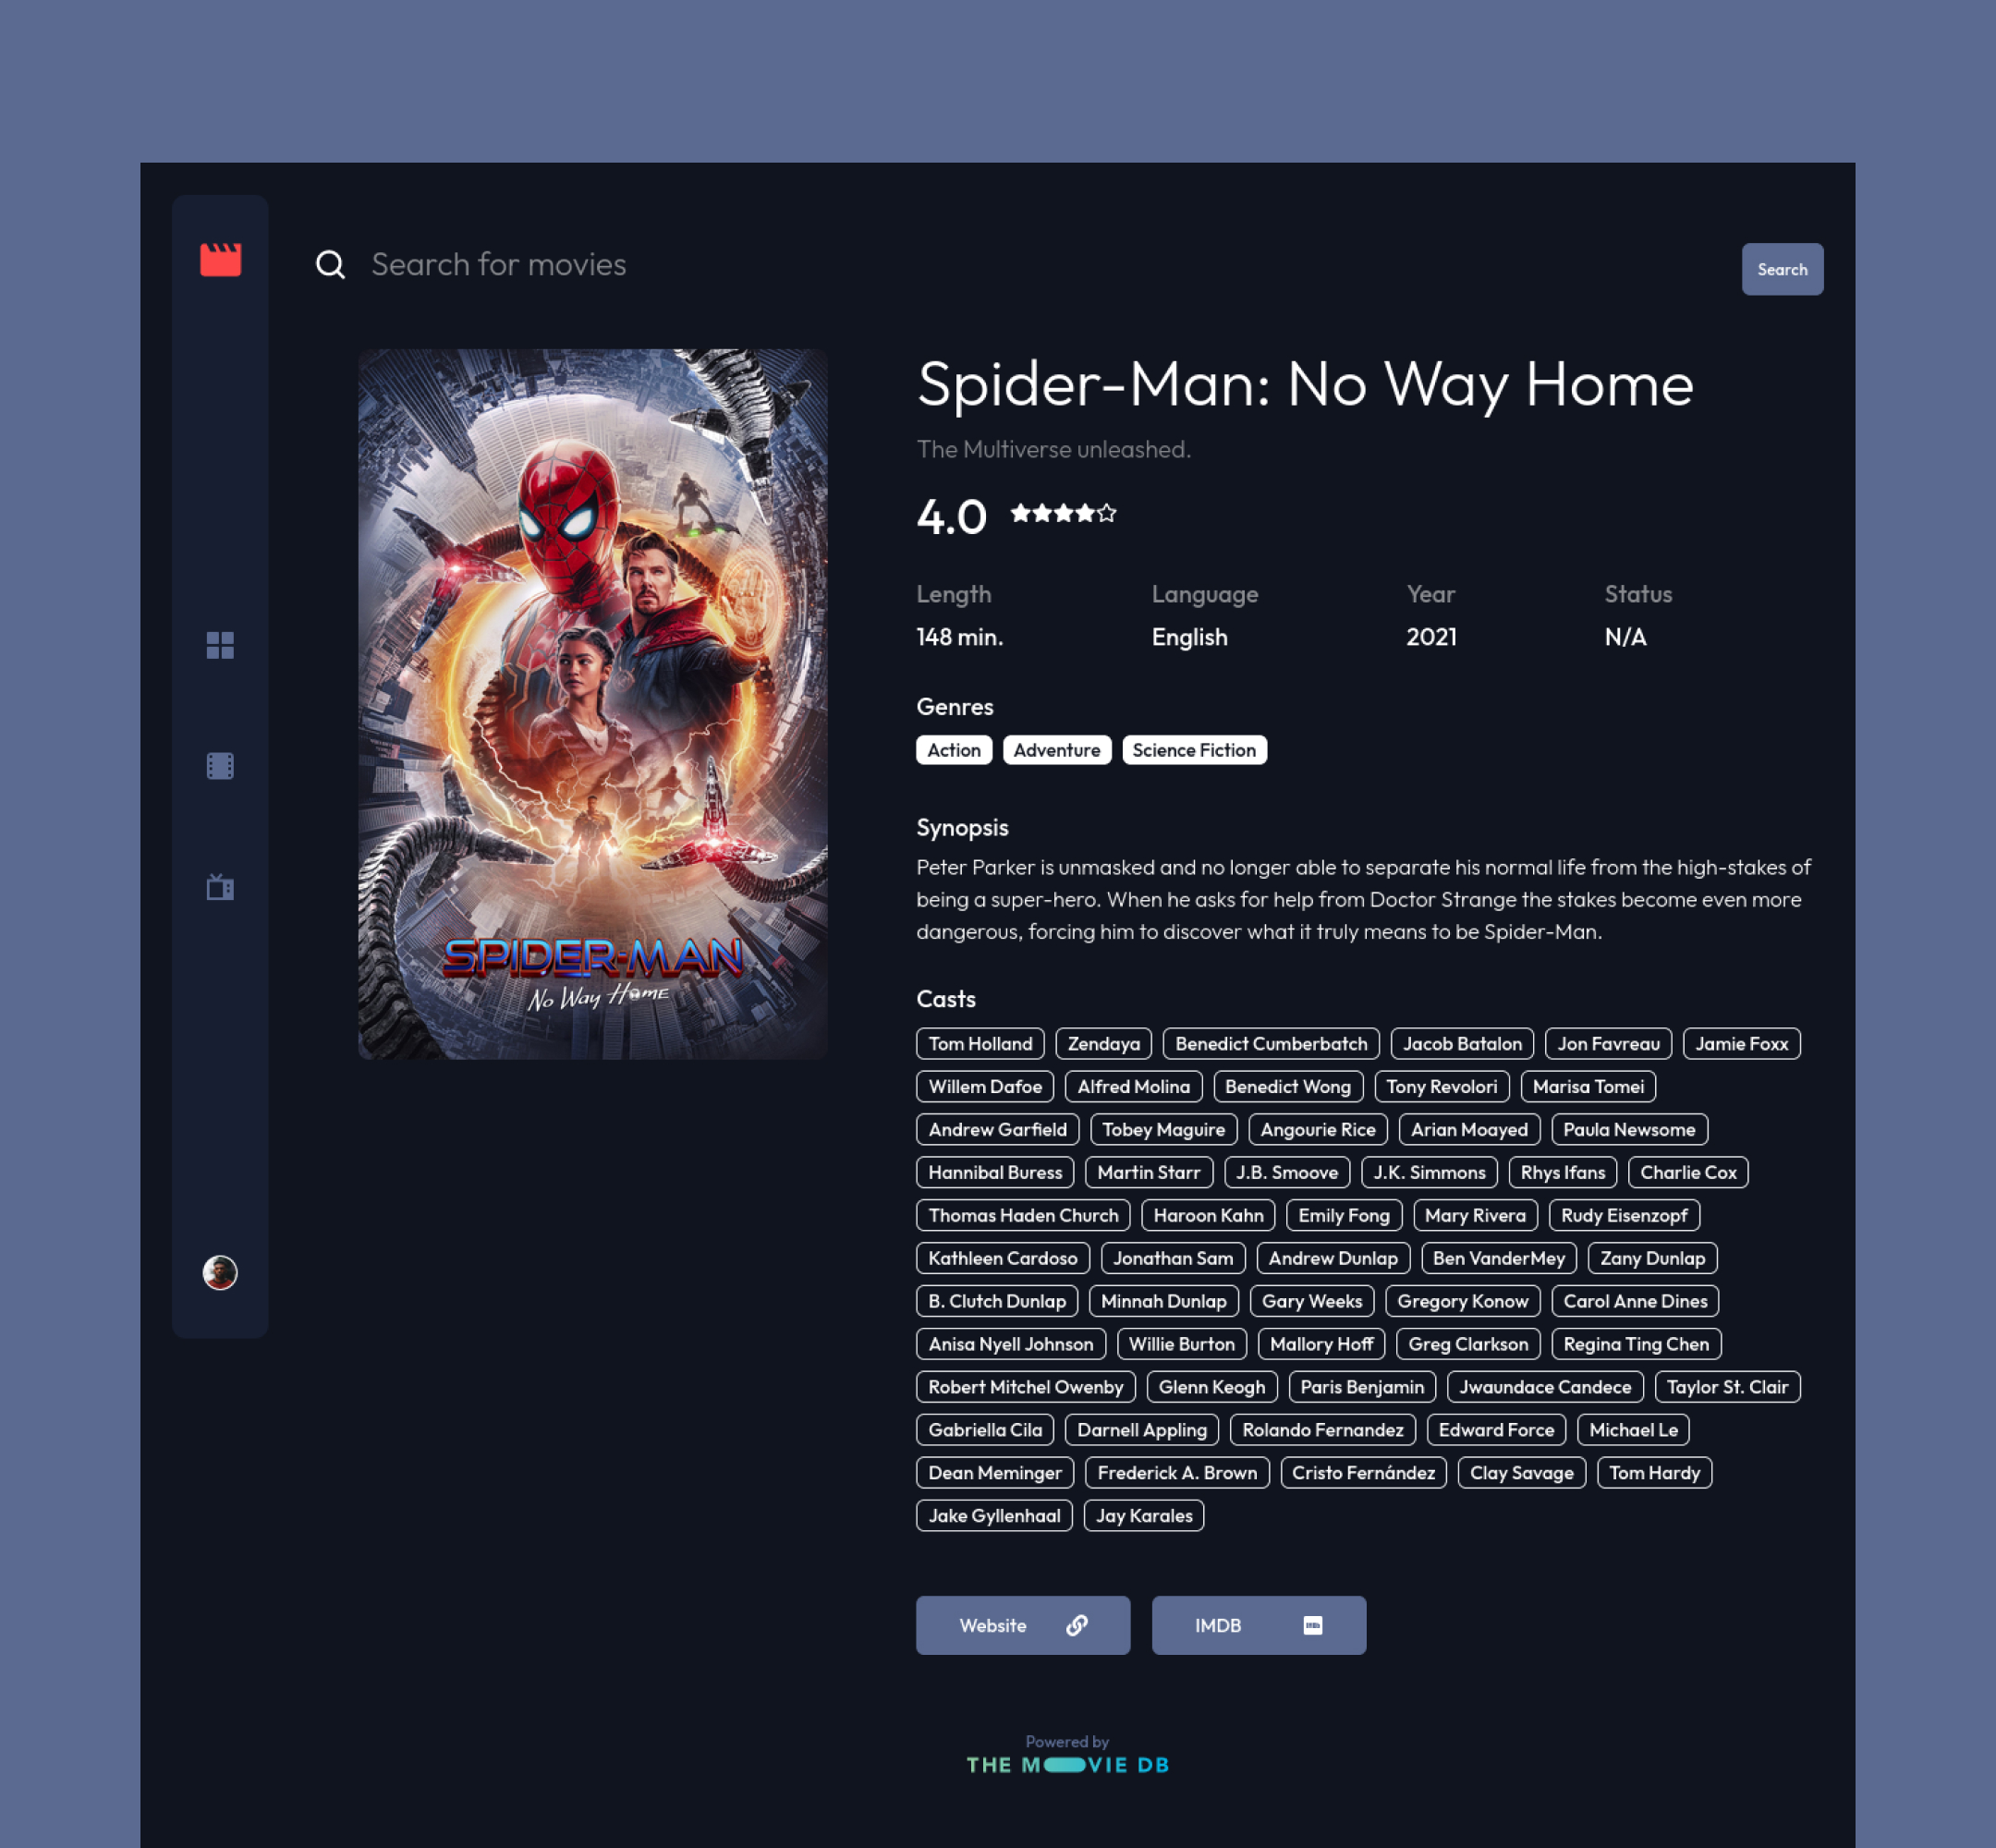 Search for movies
Search
Spider-Man: No Way Home
The Multiverse unleashed.
4.0
Length Language Year Status
148 min. English 2021 N/A
Genres
Action Adventure Science Fiction
Synopsis
Peter Parker is unmasked and no longer able to separate his normal life from the high-stakes of
being a super-hero. When he asks for help from Doctor Strange the stakes become even more
dangerous, forcing him to discover what it truly means to be Spider-Man.
SPIDER-MAN
No Way Home
Casts
Tom Holland Zendaya Benedict Cumberbatch Jacob Batalon Jon Favreau Jamie Foxx
Willem Dafoe Alfred Molina Benedict Wong Tony Revolori Marisa Tomei
Andrew Garfield Tobey Maguire Angourie Rice Arian Moayed Paula Newsome
Hannibal Buress Martin Starr J.B. Smoove J.K. Simmons Rhys Ifans Charlie Cox
Thomas Haden Church Haroon Kahn Emily Fong Mary Rivera Rudy Eisenzopf
Kathleen Cardoso Jonathan Sam Andrew Dunlap Ben VanderMey Zany Dunlap
B. Clutch Dunlap Minnah Dunlap Gary Weeks Gregory Konow Carol Anne Dines
Anisa Nyell Johnson Willie Burton Mallory Hoff Greg Clarkson Regina Ting Chen
Robert Mitchel Owenby Glenn Keogh Paris Benjamin Jwaundace Candece Taylor St. Clair
Gabriella Cila Darnell Appling Rolando Fernandez Edward Force Michael Le
Dean Meminger Frederick A. Brown Cristo Fernández Clay Savage Tom Hardy
Jake Gyllenhaal Jay Karales
Website IMDB IMDb
Powered by
THE MOVIE DB